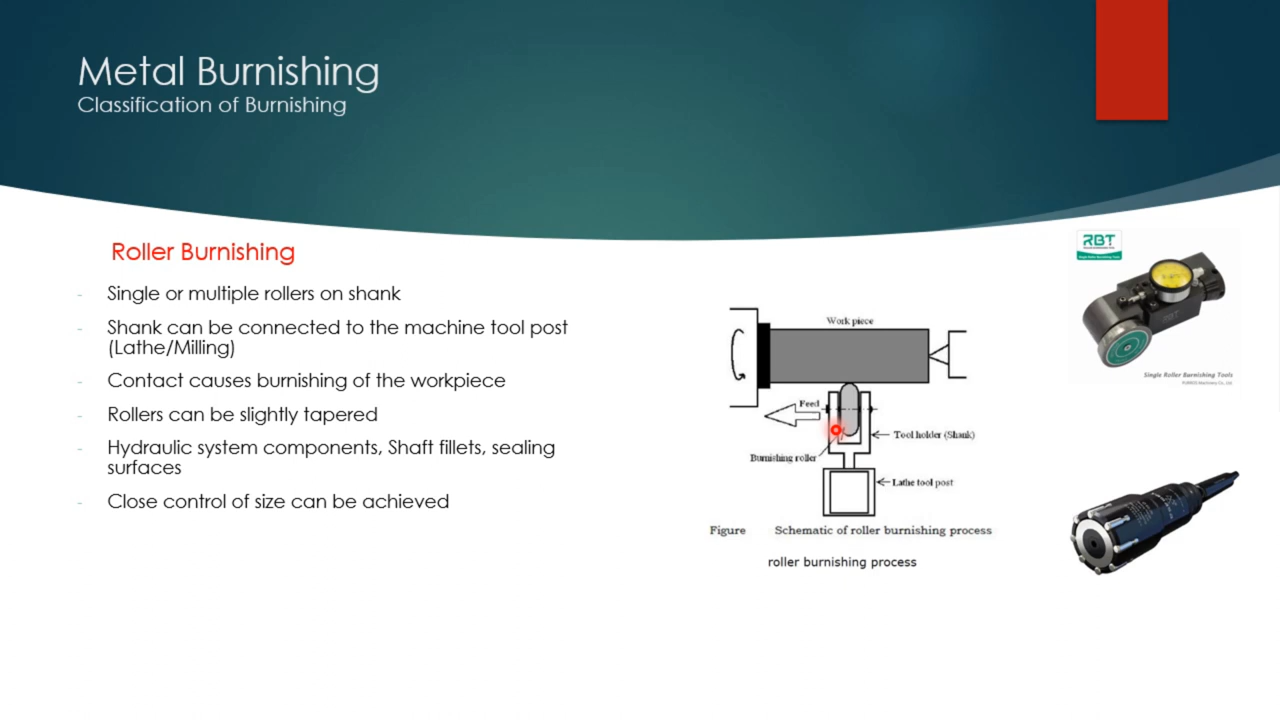 Metal Burnishing
Classification of Burnishing
Roller Burnishing
- Single or multiple rollers on shank
- Shank can be connected to the machine tool post
(Lathe/Milling)
- Contact causes burnishing of the workpiece
- Rollers can be slightly tapered
- Hydraulic system components, Shaft fillets, sealing
surfaces
- Close control of size can be achieved
Work piece
Feed
Tool holder (Shank)
Burnishing roller
Lathe tool post
Figure Schematic of roller burnishing process
roller burnishing process
RBT
Single Roller Burnishing Tools